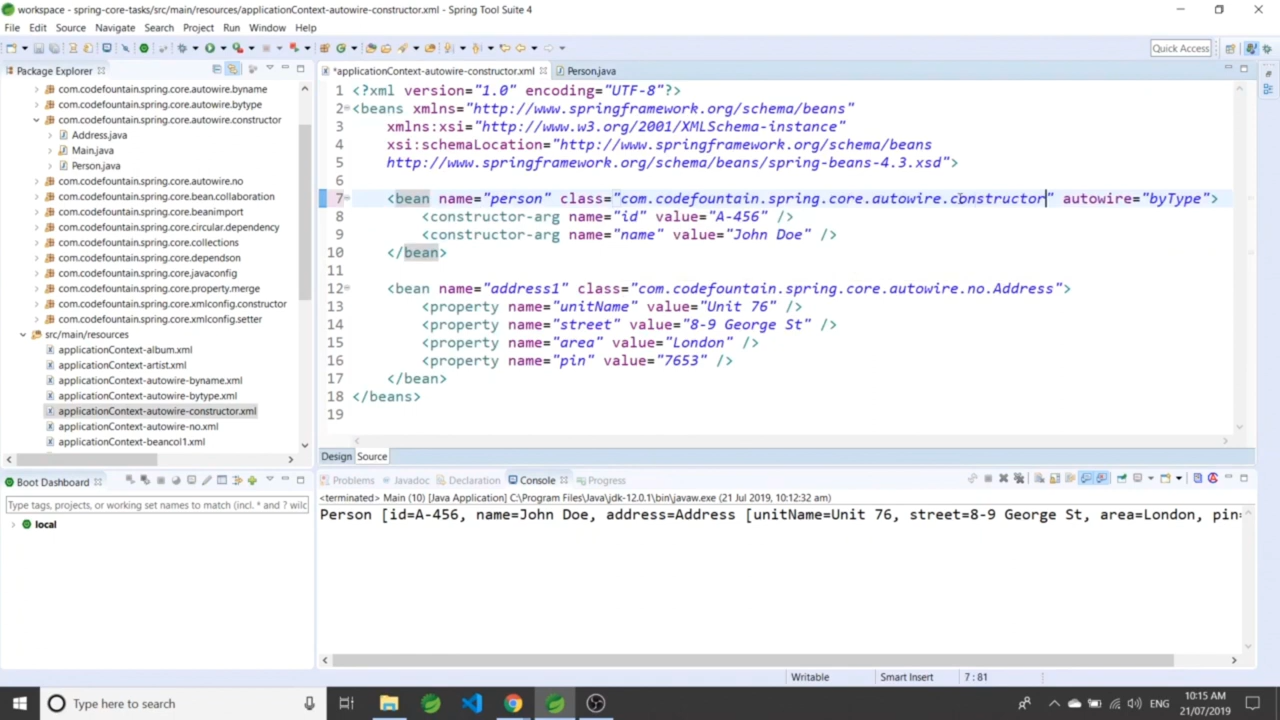 workspace - spring-core-tasks/src/main/resources/applicationContext-autowire-constructor.xml - Spring Tool Suite 4
File Edit Source Navigate Search Project Run Window Help
Quick Access
Package Explorer
com.codefountain.spring.core.autowire.byname
com.codefountain.spring.core.autowire.bytype
com.codefountain.spring.core.autowire.constructor
Address.java
Main.java
Person.java
com.codefountain.spring.core.autowire.no
com.codefountain.spring.core.bean.collaboration
com.codefountain.spring.core.beanimport
com.codefountain.spring.core.circular.dependency
com.codefountain.spring.core.collections
com.codefountain.spring.core.dependson
com.codefountain.spring.core.javaconfig
com.codefountain.spring.core.property.merge
com.codefountain.spring.core.xmlconfig.constructor
com.codefountain.spring.core.xmlconfig.setter
src/main/resources
applicationContext-album.xml
applicationContext-artist.xml
applicationContext-autowire-byname.xml
applicationContext-autowire-bytype.xml
applicationContext-autowire-constructor.xml
applicationContext-autowire-no.xml
applicationContext-beancol1.xml
*applicationContext-autowire-constructor.xml Person.java
1 <?xml version="1.0" encoding="UTF-8"?>
2 <beans xmlns="http://www.springframework.org/schema/beans"
3 xmlns:xsi="http://www.w3.org/2001/XMLSchema-instance"
4 xsi:schemaLocation="http://www.springframework.org/schema/beans
5 http://www.springframework.org/schema/beans/spring-beans-4.3.xsd">
6
7 <bean name="person" class="com.codefountain.spring.core.autowire.constructor" autowire="byType">
8 <constructor-arg name="id" value="A-456" />
9 <constructor-arg name="name" value="John Doe" />
10 </bean>
11
12 <bean name="address1" class="com.codefountain.spring.core.autowire.no.Address">
13 <property name="unitName" value="Unit 76" />
14 <property name="street" value="8-9 George St" />
15 <property name="area" value="London" />
16 <property name="pin" value="7653" />
17 </bean>
18 </beans>
19
Design Source
Boot Dashboard
Type tags, projects, or working set names to match (incl. * and ? wilc
local
Problems Javadoc Declaration Console Progress
<terminated> Main (10) [Java Application] C:\Program Files\Java\jdk-12.0.1\bin\javaw.exe (21 Jul 2019, 10:12:32 am)
Person [id=A-456, name=John Doe, address=Address [unitName=Unit 76, street=8-9 George St, area=London, pin=
Writable Smart Insert 7 : 81
Type here to search
ENG
10:15 AM
21/07/2019